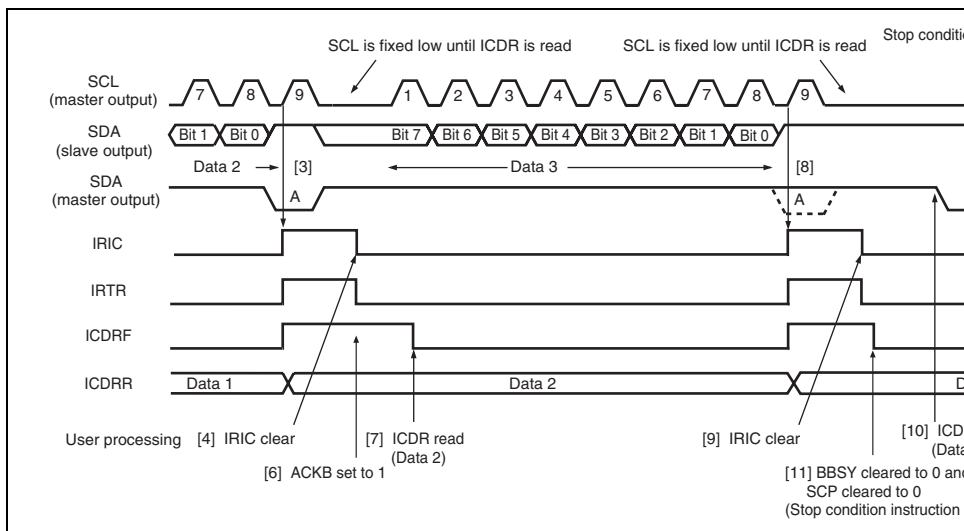 Stop conditio
SCL is fixed low until ICDR is read SCL is fixed low until ICDR is read
SCL
(master output)
7 8 9 1 2 3 4 5 6 7 8 9
SDA
(slave output)
Bit 1 Bit 0 Bit 7 Bit 6 Bit 5 Bit 4 Bit 3 Bit 2 Bit 1 Bit 0
Data 2 [3] Data 3 [8]
SDA
(master output)
A A
IRIC
IRTR
ICDRF
ICDRR
Data 1 Data 2 D
User processing
[4] IRIC clear
[7] ICDR read
(Data 2)
[6] ACKB set to 1
[9] IRIC clear
[10] ICD
(Data
[11] BBSY cleared to 0 and
SCP cleared to 0
(Stop condition instruction